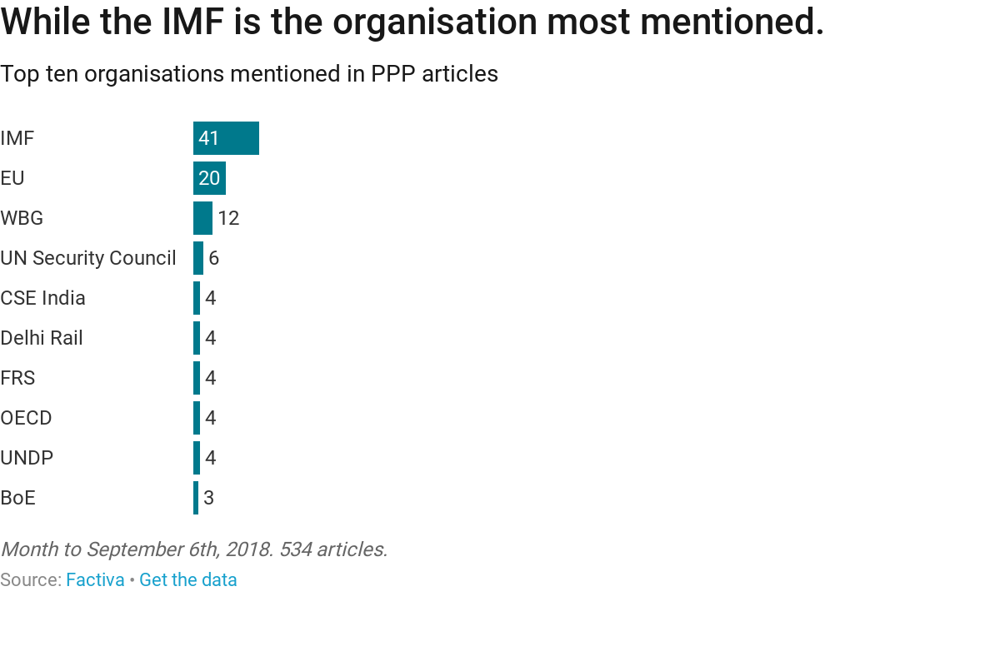 While the IMF is the organisation most mentioned.
Top ten organisations mentioned in PPP articles
IMF 41
EU 20
WBG 12
UN Security Council 6
CSE India 4
Delhi Rail 4
FRS 4
OECD 4
UNDP 4
BoE 3
Month to September 6th, 2018. 534 articles.
Source: Factiva • Get the data